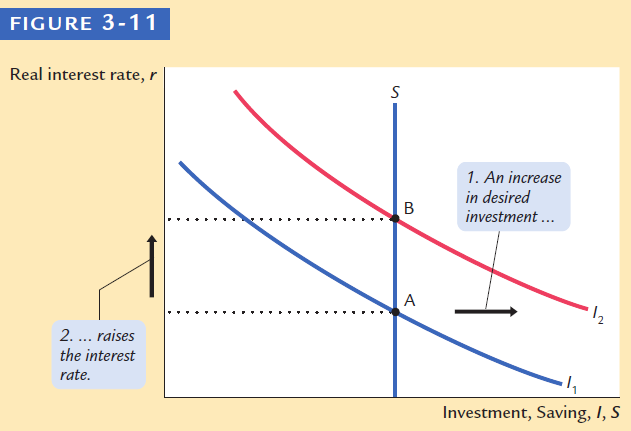 FIGURE 3-11
Real interest rate, r
S
1. An increase
in desired
investment ...
B
A
I2
2. ... raises
the interest
rate.
I1
Investment, Saving, I, S